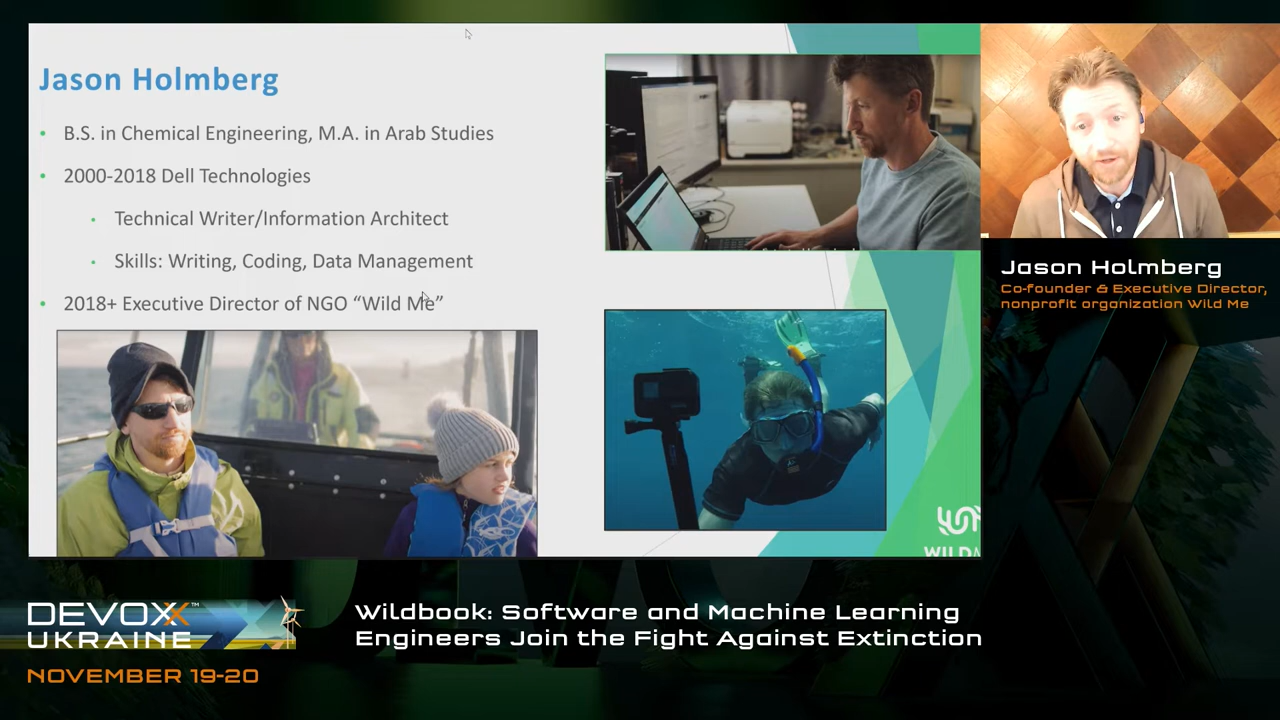 Jason Holmberg
• B.S. in Chemical Engineering, M.A. in Arab Studies
• 2000-2018 Dell Technologies
• Technical Writer/Information Architect
• Skills: Writing, Coding, Data Management
• 2018+ Executive Director of NGO “Wild Me”
Jason Holmberg
Co-founder & Executive Director,
nonprofit organization Wild Me
DEVOXX™
UKRAINE
NOVEMBER 19-20
Wildbook: Software and Machine Learning
Engineers Join the Fight Against Extinction